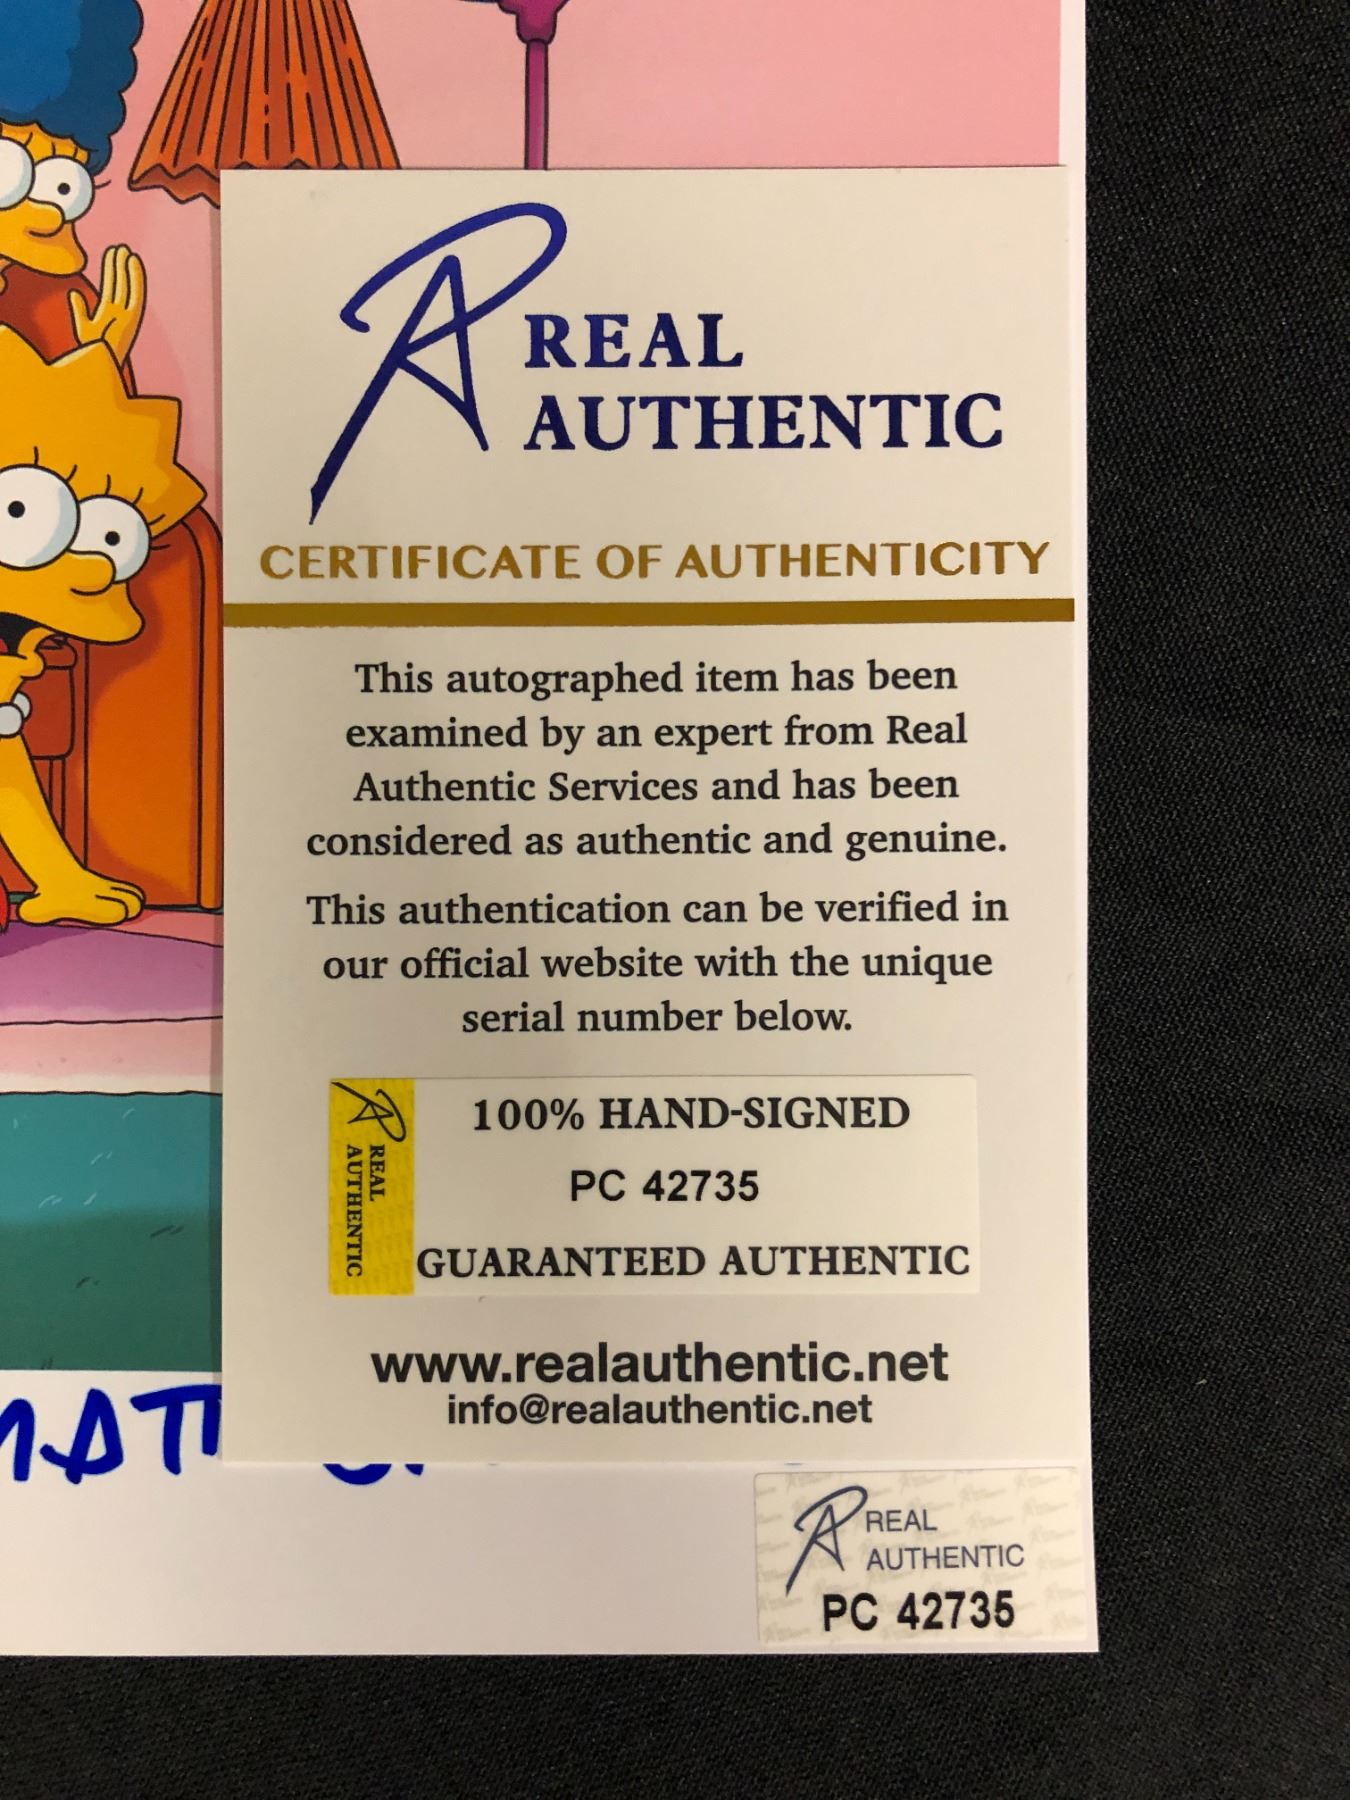 REAL
AUTHENTIC
CERTIFICATE OF AUTHENTICITY
This autographed item has been
examined by an expert from Real
Authentic Services and has been
considered as authentic and genuine.
This authentication can be verified in
our official website with the unique
serial number below.
REAL
AUTHENTIC
100% HAND-SIGNED
PC 42735
GUARANTEED AUTHENTIC
www.realauthentic.net
info@realauthentic.net
MATT
REAL
AUTHENTIC
PC 42735